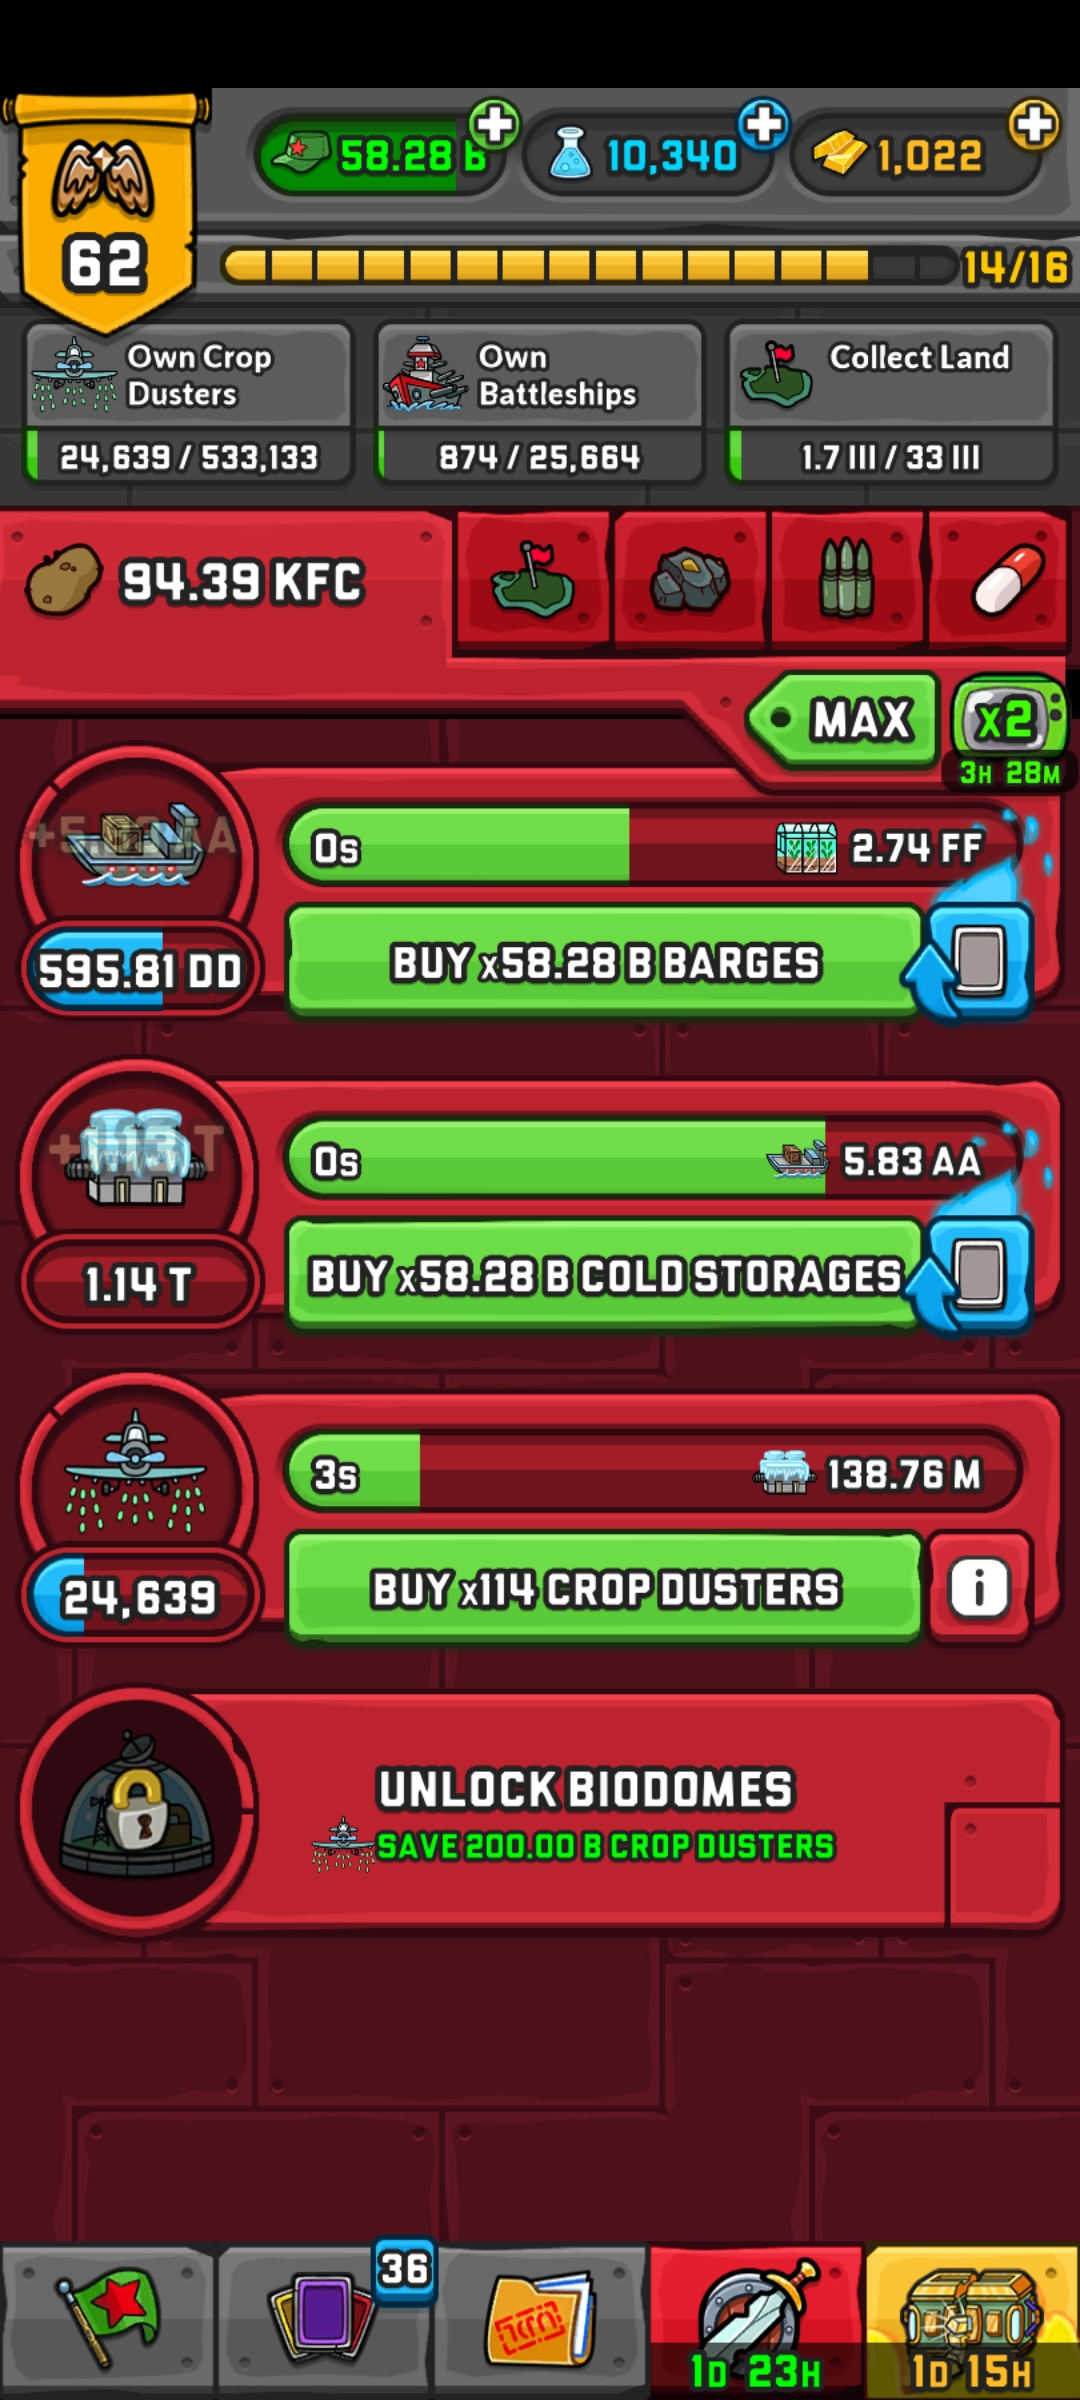 58.28 B
10,340
1,022
62
14/16
Own Crop
Dusters
24,639 / 533,133
Own
Battleships
874 / 25,664
Collect Land
1.7 III / 33 III
94.39 KFC
MAX
x2
3H 28M
0s
2.74 FF
595.81 DD
BUY x58.28 B BARGES
0s
5.83 AA
1.14 T
BUY x58.28 B COLD STORAGES
3s
138.76 M
24,639
BUY x114 CROP DUSTERS
i
UNLOCK BIODOMES
SAVE 200.00 B CROP DUSTERS
36
1D 23H
1D 15H